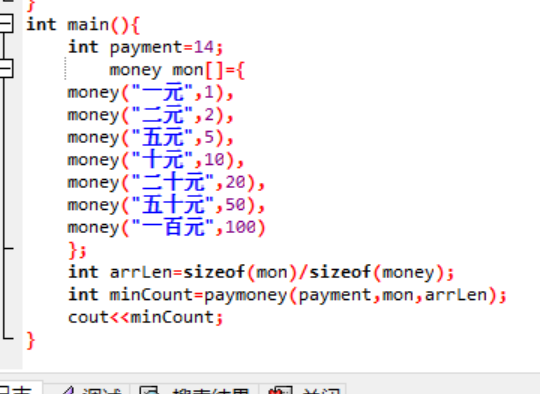 }
int main(){
int payment=14;
money mon[]={
money("一元",1),
money("二元",2),
money("五元",5),
money("十元",10),
money("二十元",20),
money("五十元",50),
money("一百元",100)
};
int arrLen=sizeof(mon)/sizeof(money);
int minCount=paymoney(payment,mon,arrLen);
cout<<minCount;
}
调试 搜索结果 关闭